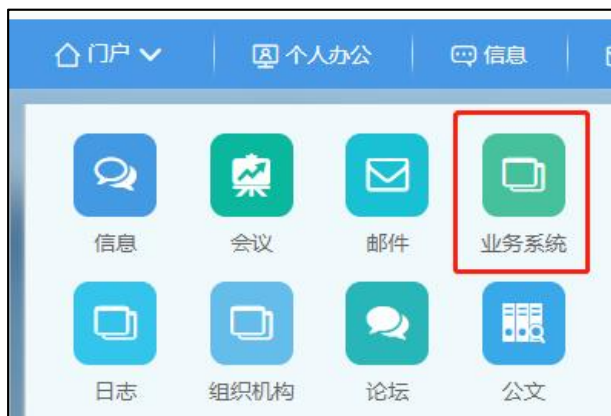 门户 个人办公 信息
信息 会议 邮件 业务系统
日志 组织机构 论坛 公文